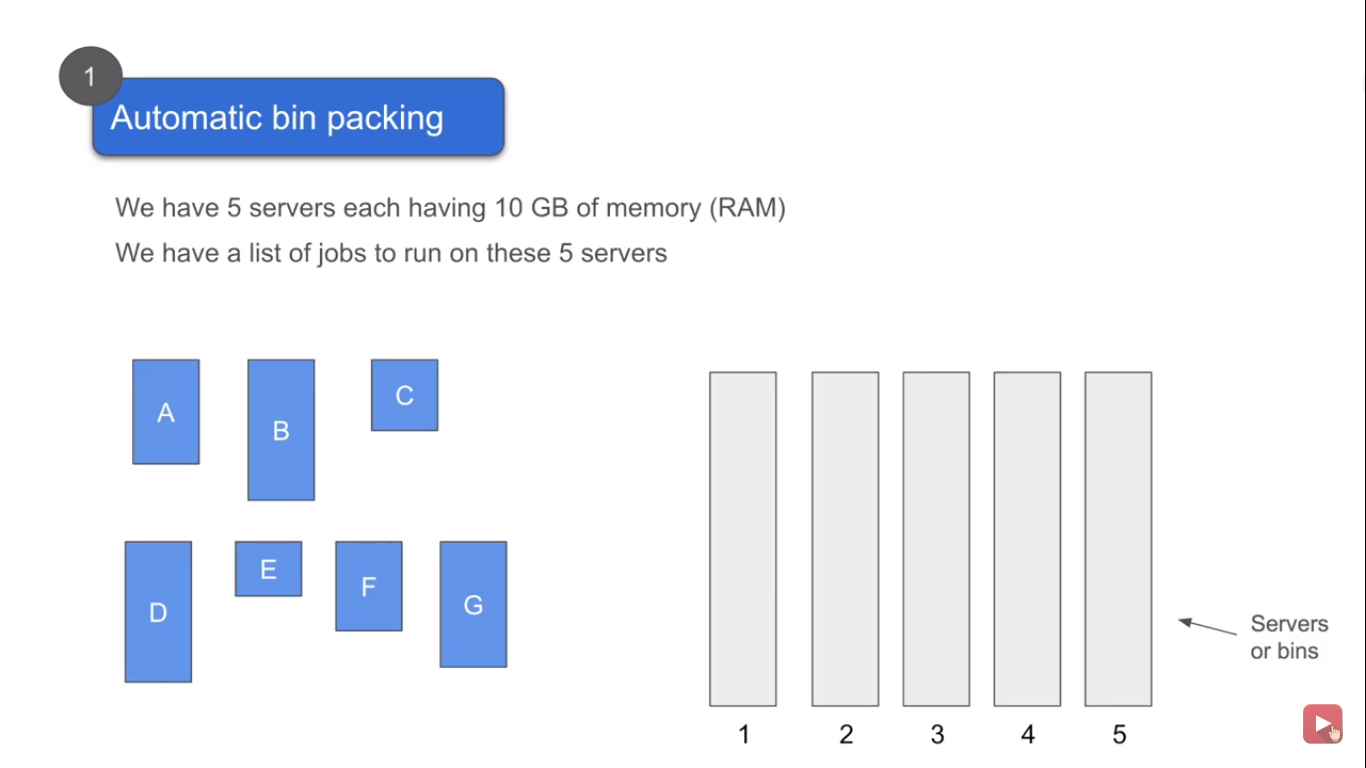 1
Automatic bin packing
We have 5 servers each having 10 GB of memory (RAM)
We have a list of jobs to run on these 5 servers
A
B
C
D
E
F
G
Servers
or bins
1
2
3
4
5